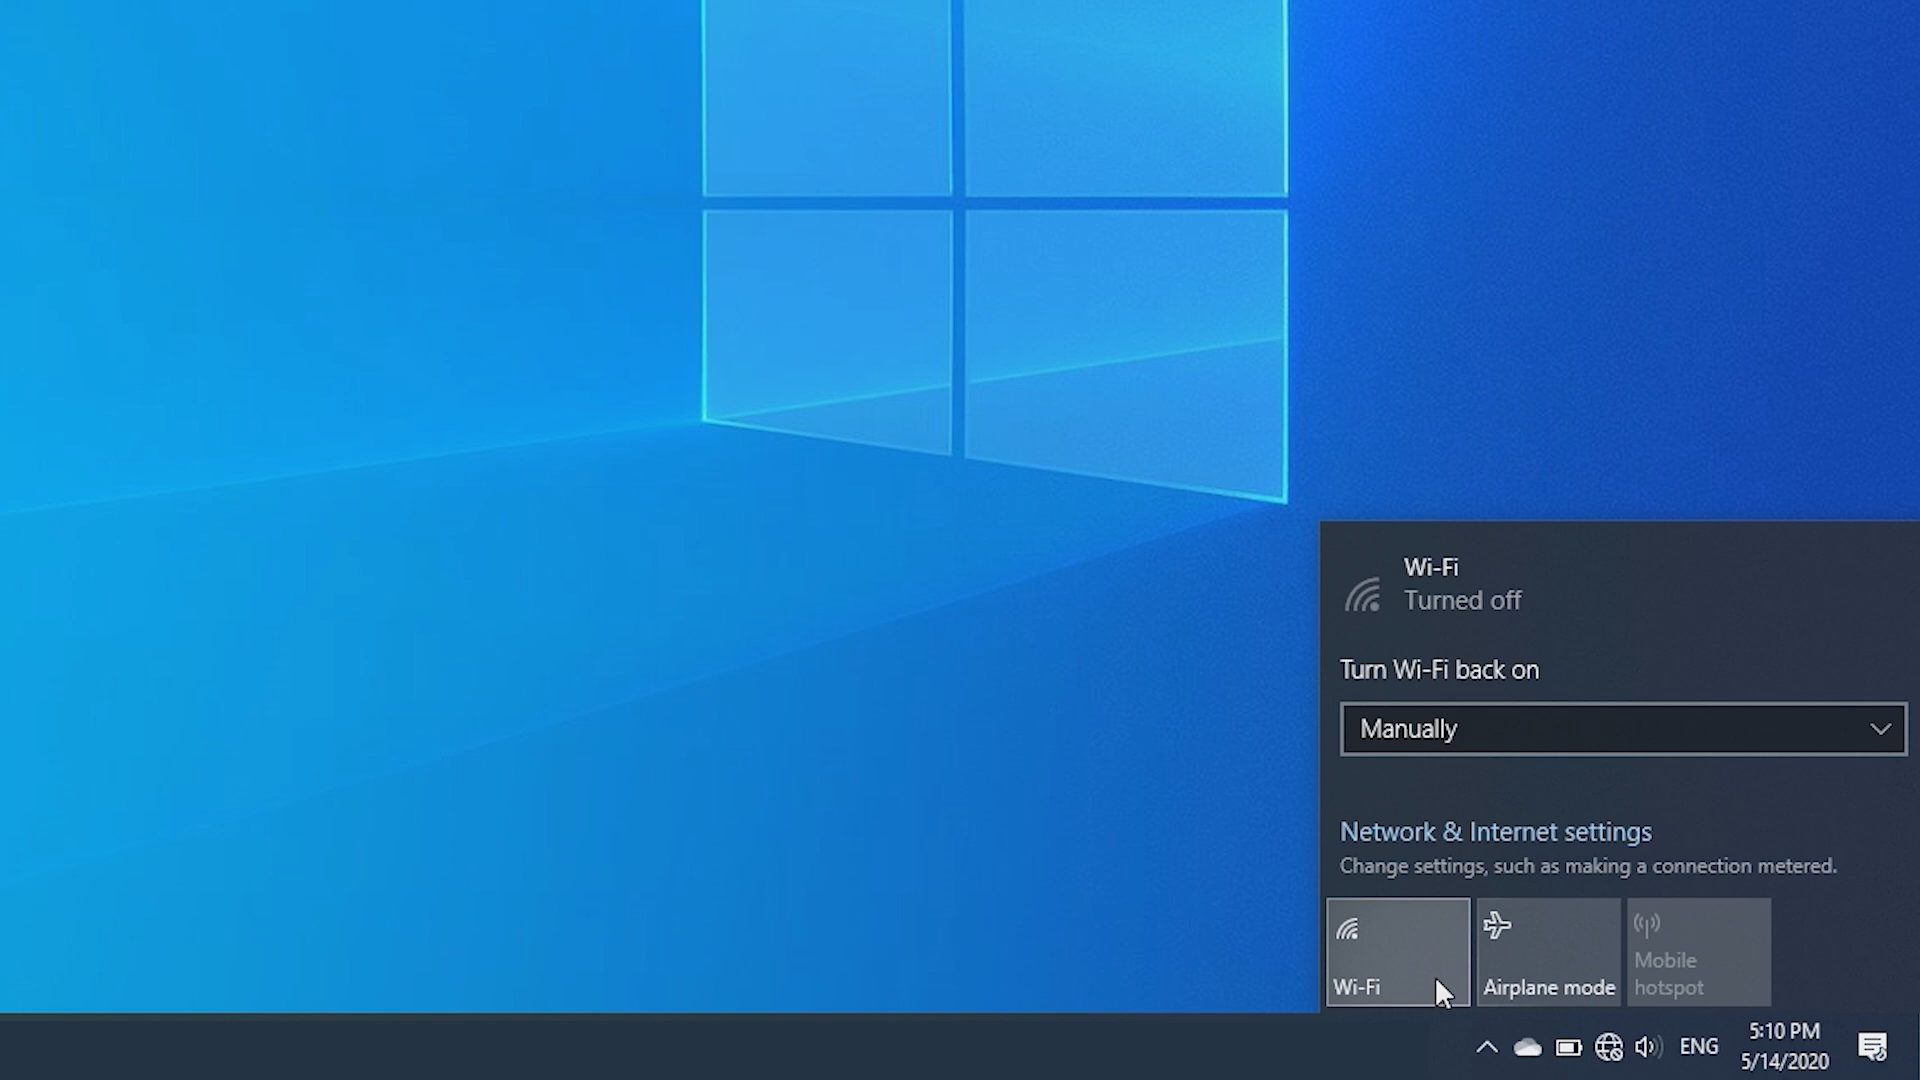 Wi-Fi
Turned off
Turn Wi-Fi back on
Manually
Network & Internet settings
Change settings, such as making a connection metered.
Wi-Fi
Airplane mode
Mobile
hotspot
ENG
5:10 PM
5/14/2020